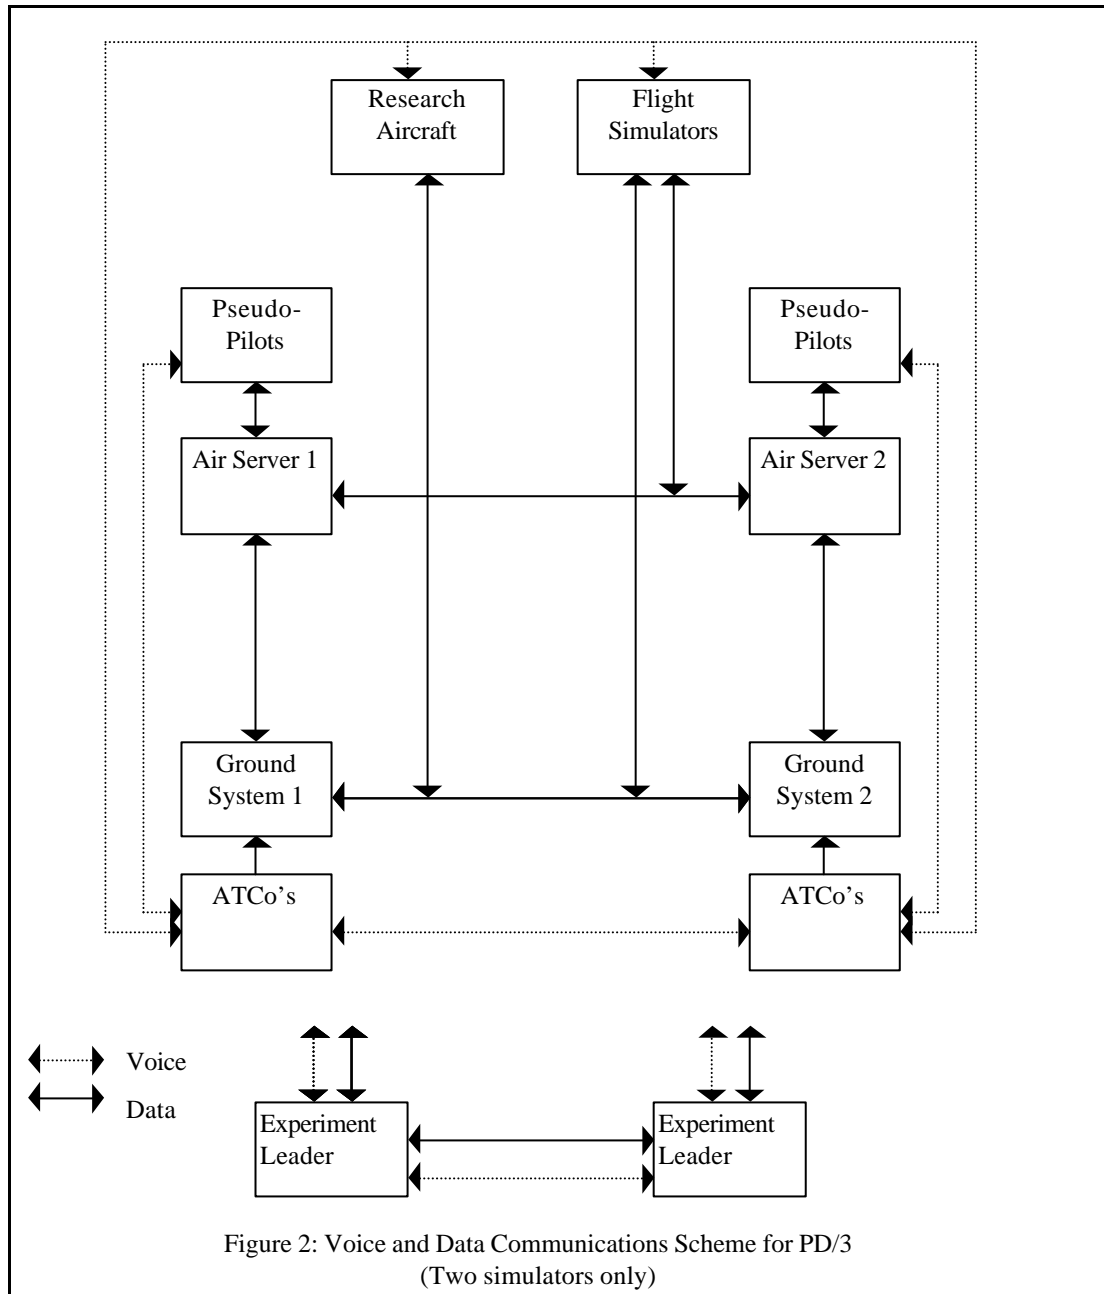 Research
Aircraft
Flight
Simulators
Pseudo-
Pilots
Pseudo-
Pilots
Air Server 1
Air Server 2
Ground
System 1
Ground
System 2
ATCo's
ATCo's
Voice
Data
Experiment
Leader
Experiment
Leader
Figure 2: Voice and Data Communications Scheme for PD/3
(Two simulators only)